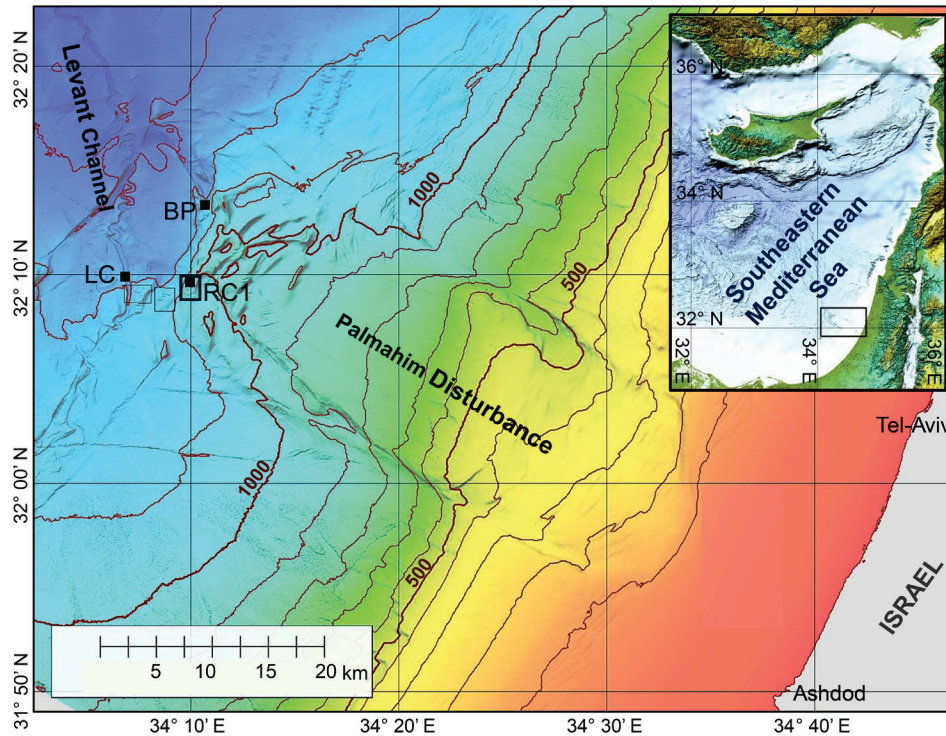 32° 20' N
32° 10' N
32° 00' N
31° 50' N
Levant Channel
BP
LC
RC1
1000
500
Palmahim Disturbance
1000
500
36° N
34° N
32° N
Southeastern
Mediterranean
Sea
32° E
34° E
36° E
Tel-Aviv
ISRAEL
Ashdod
5 10 15 20 km
34° 10' E
34° 20' E
34° 30' E
34° 40' E